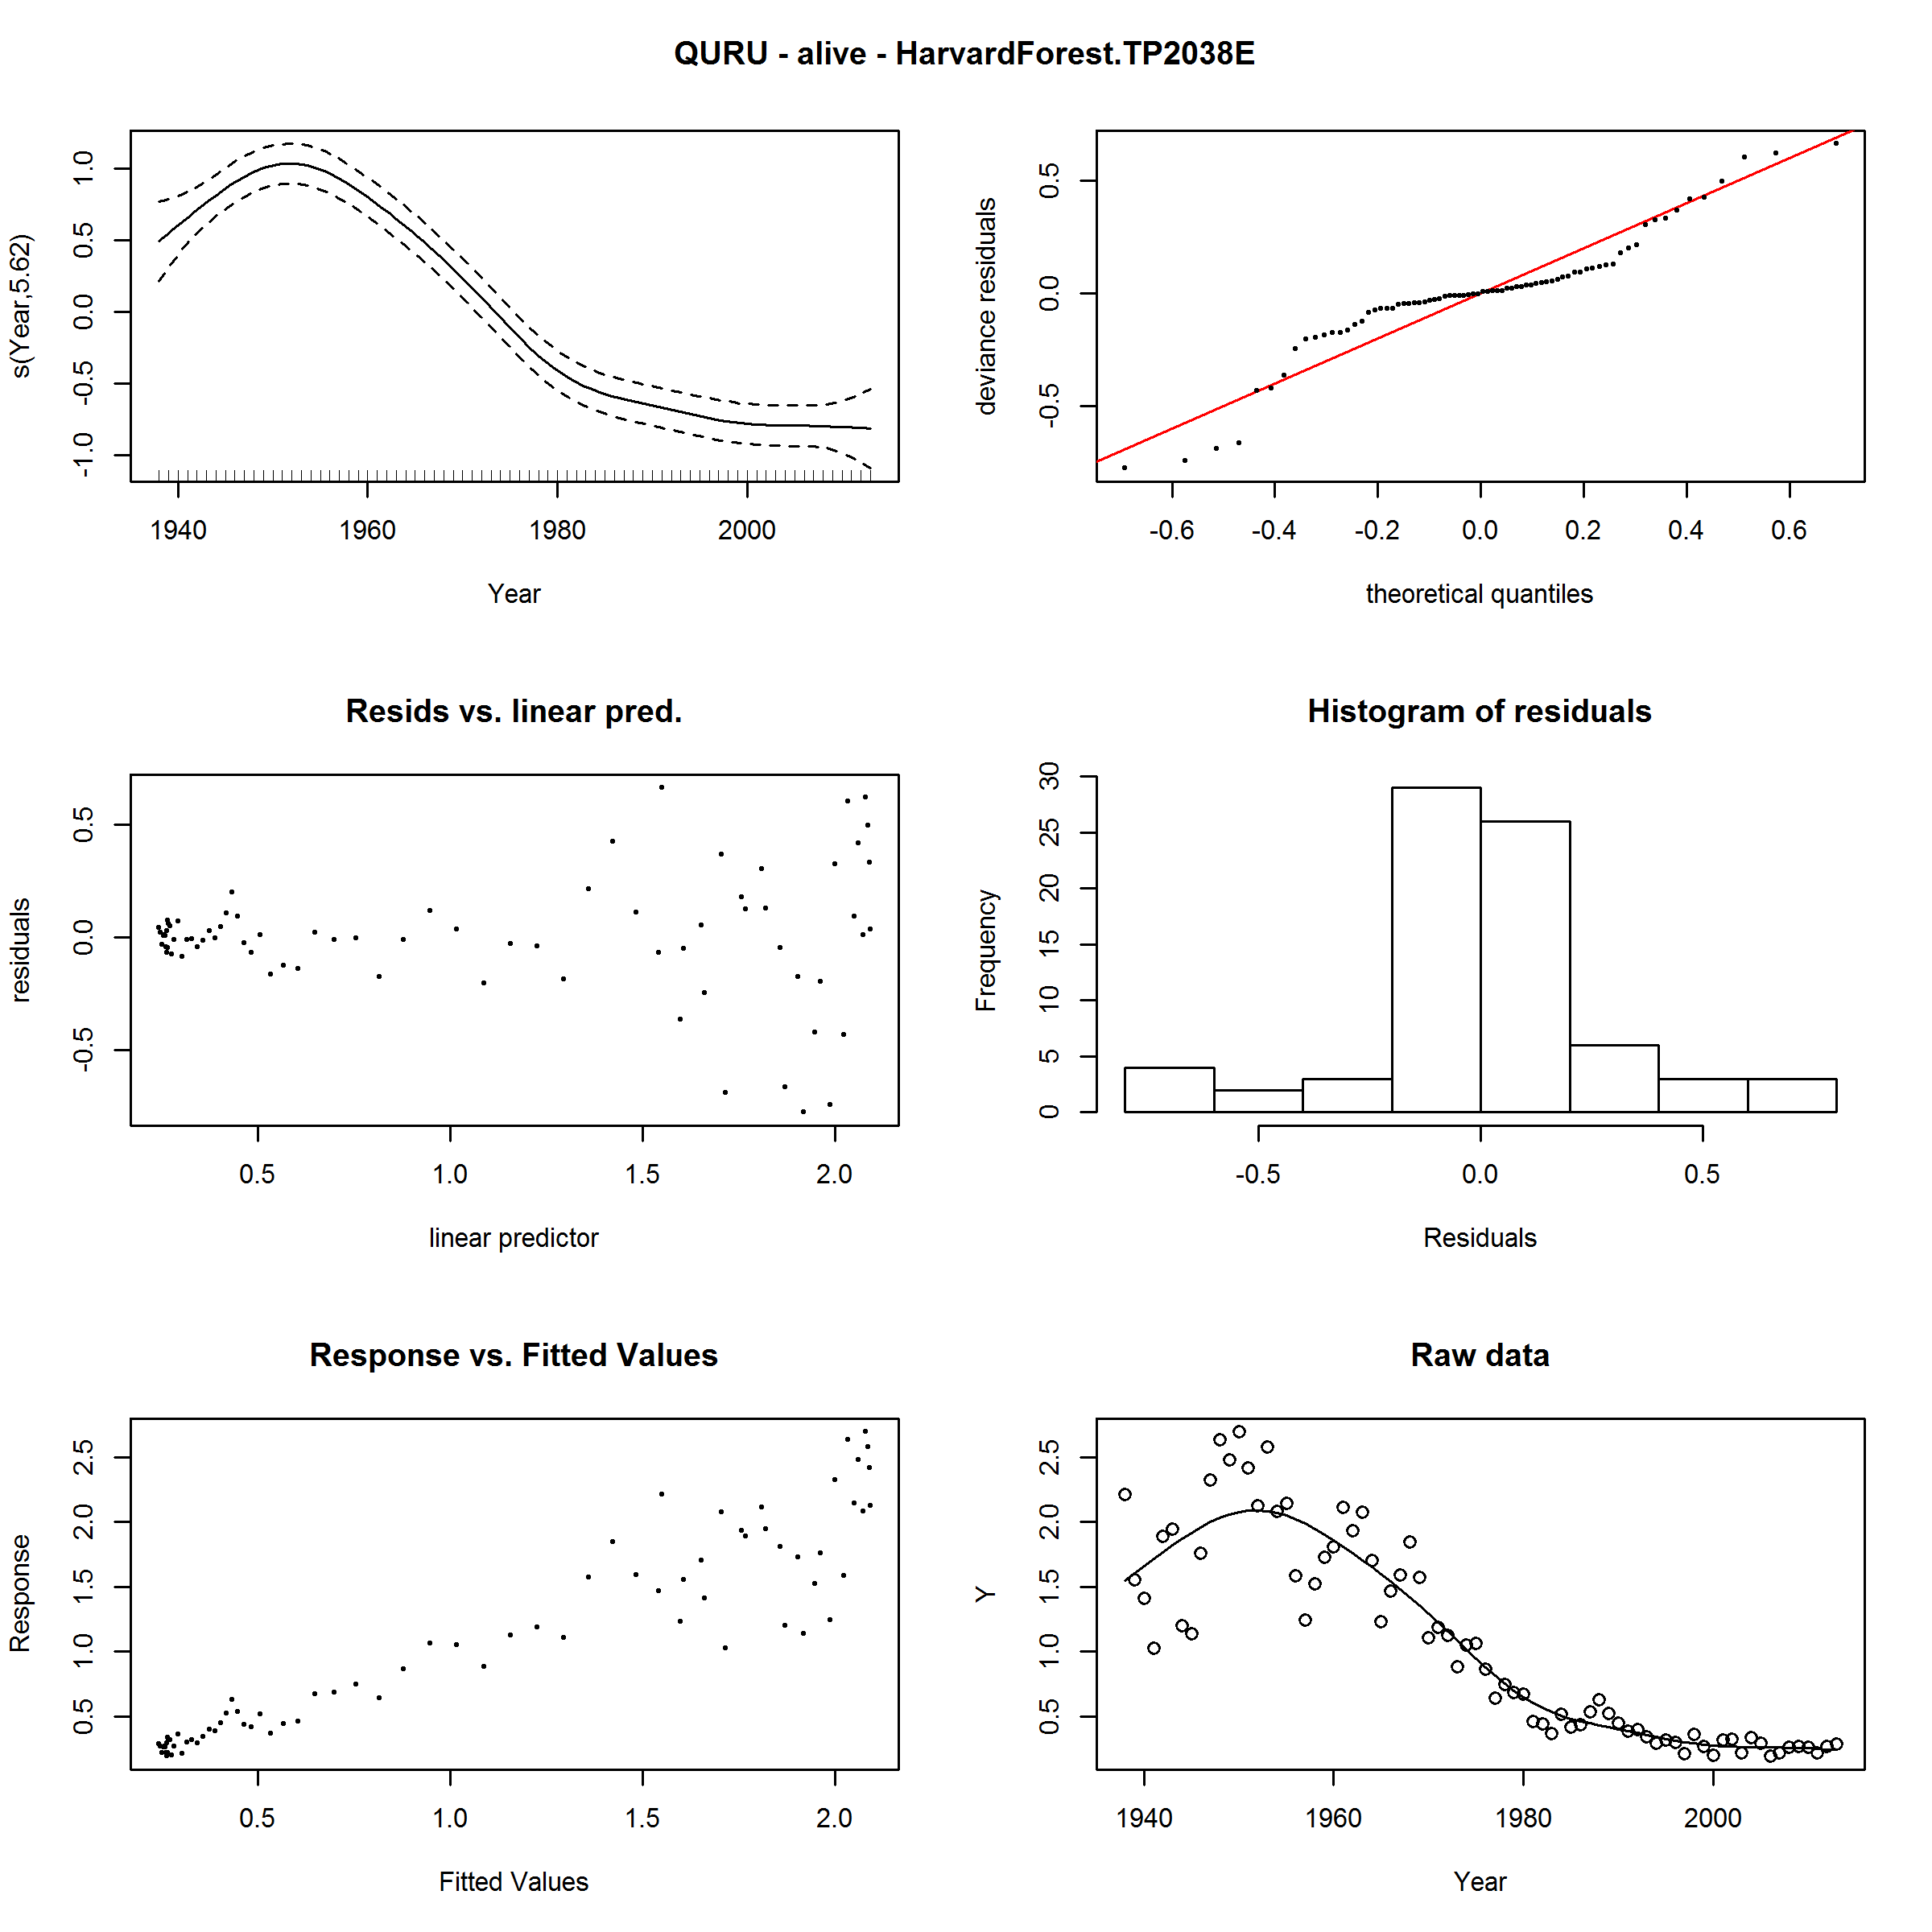 QURU - alive - HarvardForest.TP2038E
s(Year,5.62)
1.0
0.5
0.0
-0.5
-1.0
1940 1960 1980 2000
Year
deviance residuals
0.5
0.0
-0.5
-0.6 -0.4 -0.2 0.0 0.2 0.4 0.6
theoretical quantiles
Resids vs. linear pred.
residuals
0.5
0.0
-0.5
0.5 1.0 1.5 2.0
linear predictor
Histogram of residuals
Frequency
30
25
20
15
10
5
0
-0.5 0.0 0.5
Residuals
Response vs. Fitted Values
Response
2.5
2.0
1.5
1.0
0.5
0.5 1.0 1.5 2.0
Fitted Values
Raw data
Y
2.5
2.0
1.5
1.0
0.5
1940 1960 1980 2000
Year